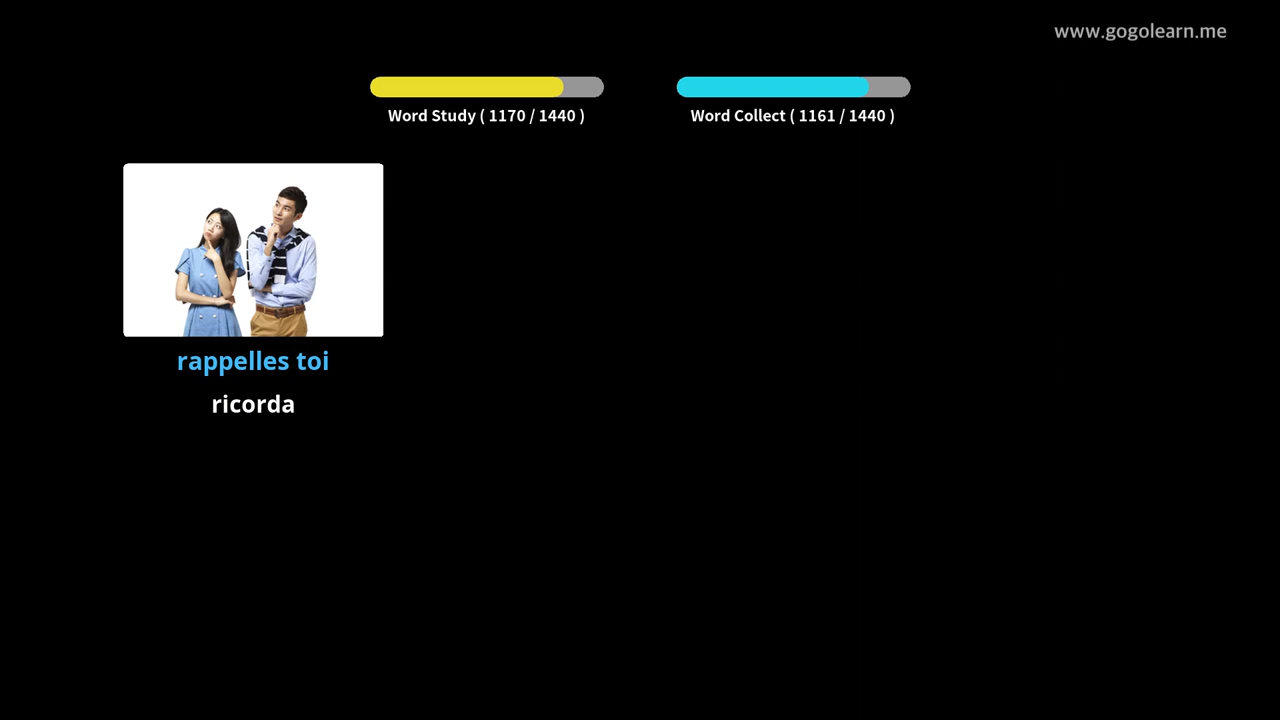 www.gogolearn.me
Word Study ( 1170 / 1440 )
Word Collect ( 1161 / 1440 )
rappelles toi
ricorda